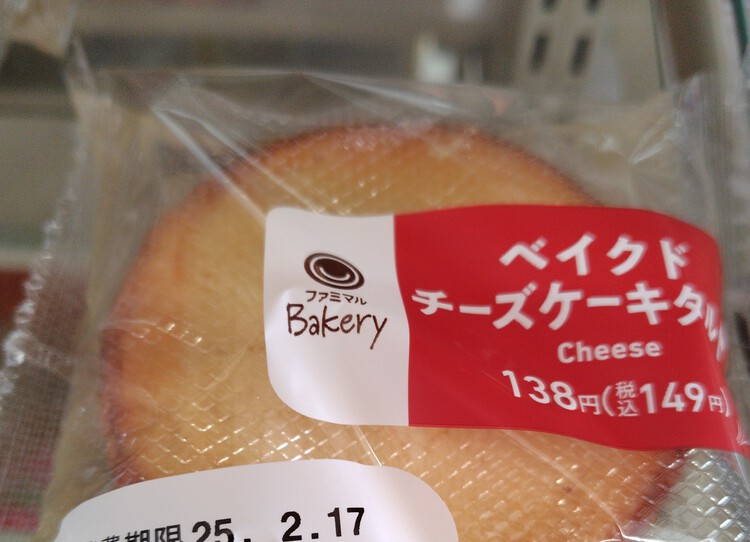 ファミマル
Bakery
ベイクド
チーズケーキタルト
Cheese
138円(税込149円)
期限 25. 2.17